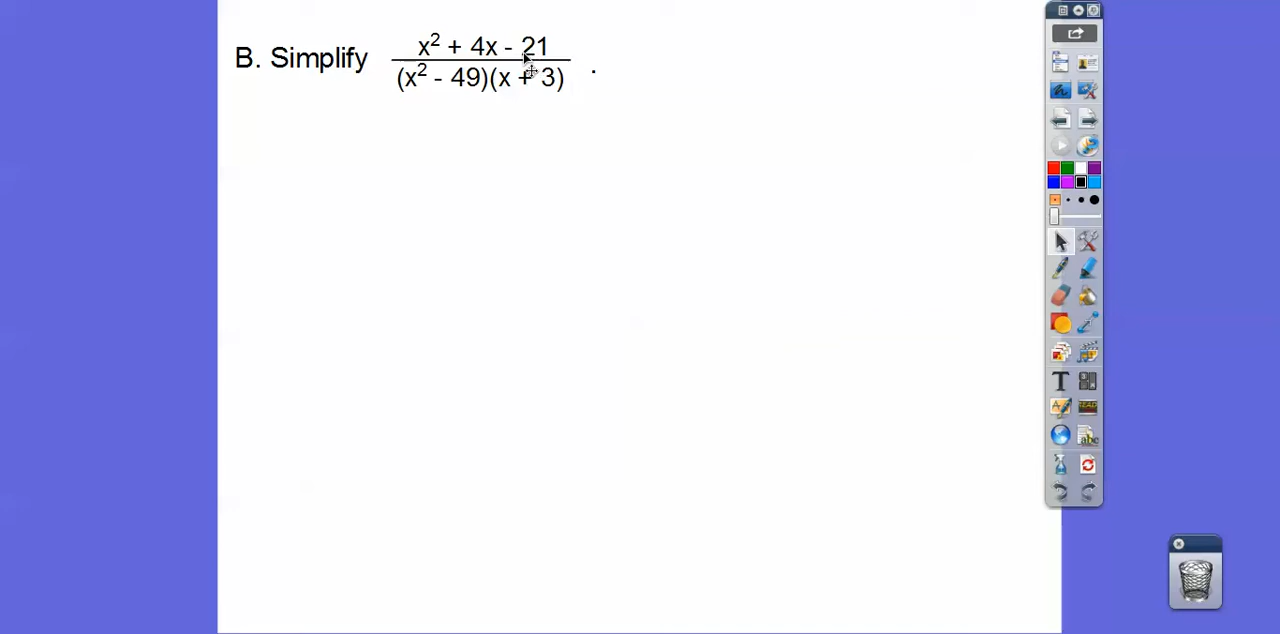 B. Simplify x² + 4x - 21
(x² - 49)(x + 3) .